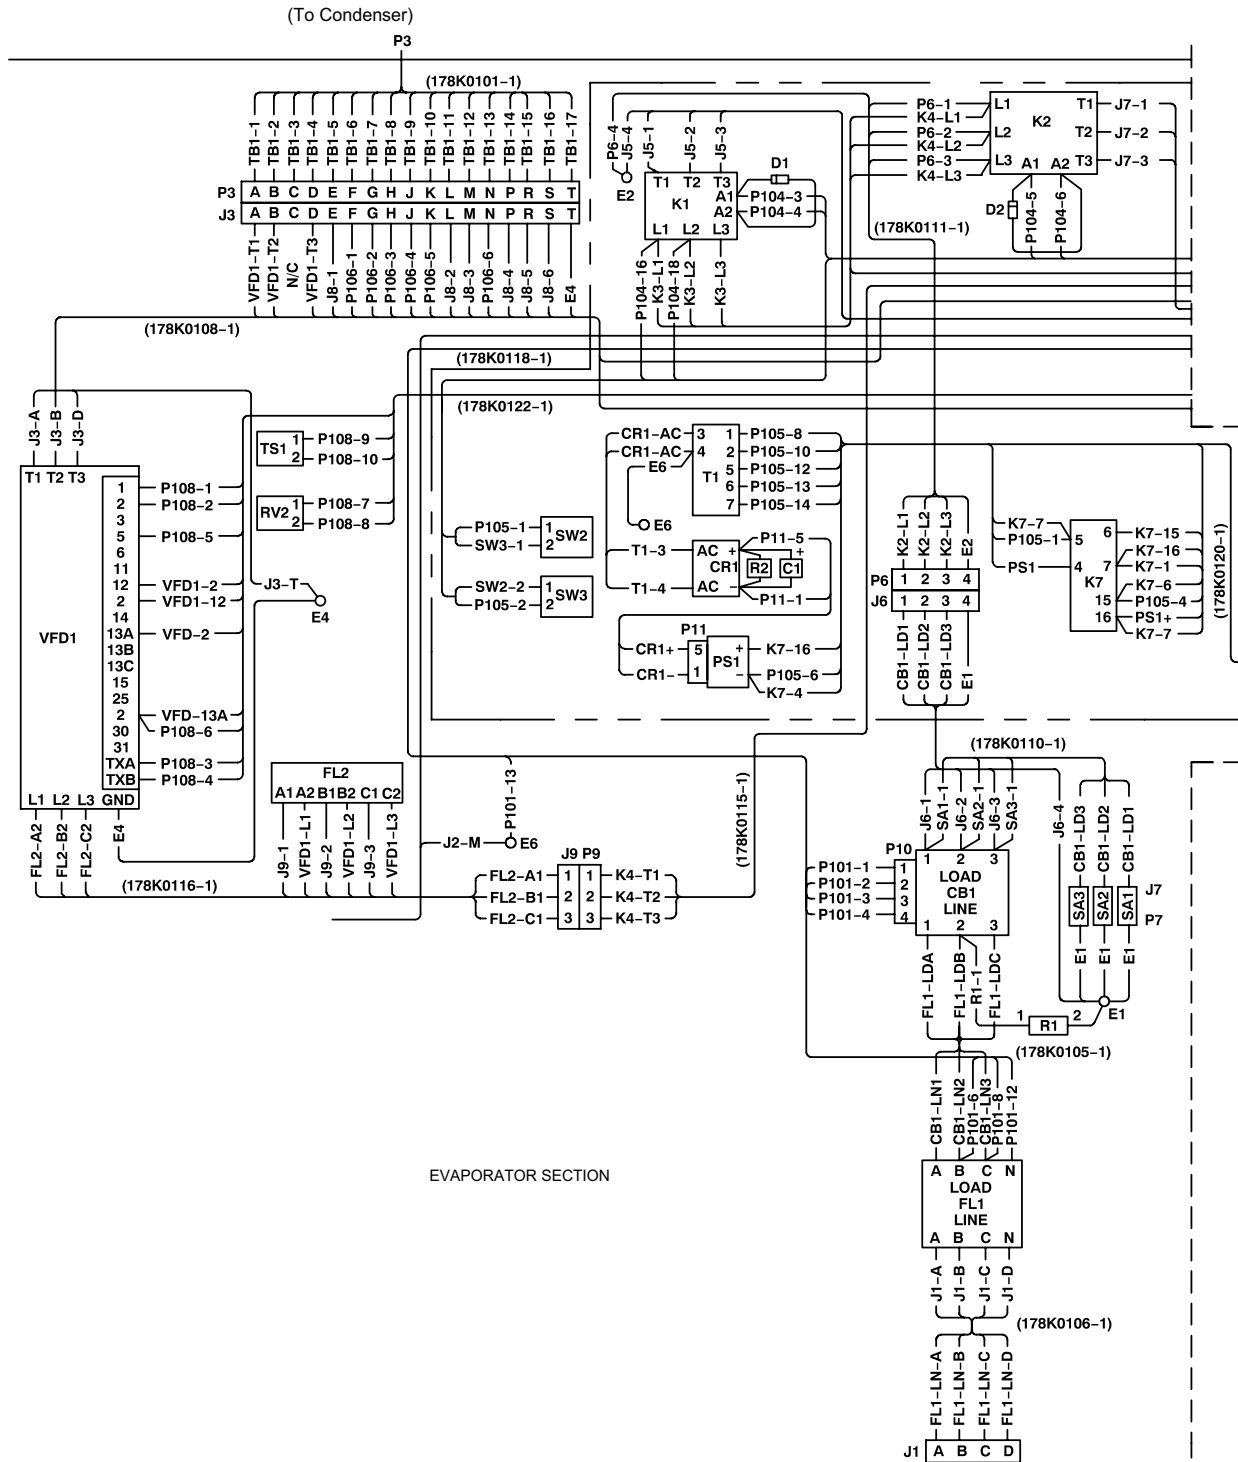 (To Condenser)
P3
(178K0101-1)
TB1-1
TB1-2
TB1-3
TB1-4
TB1-5
TB1-6
TB1-7
TB1-8
TB1-9
TB1-10
TB1-11
TB1-12
TB1-13
TB1-14
TB1-15
TB1-16
TB1-17
P3 A B C D E F G H J K L M N P R S T
J3 A B C D E F G H J K L M N P R S T
VFD1-T1
VFD1-T2
N/C
VFD1-T3
J8-1
P106-1
P106-2
P106-3
P106-4
P106-5
J8-2
J8-3
P106-6
J8-4
J8-5
J8-6
E4
(178K0108-1)
P6-4
J5-4
J5-1
J5-2
J5-3
E2
T1 T2 T3
K1
A1
A2
L1 L2 L3
D1
P104-3
P104-4
P104-16
K3-L1
P104-18
K3-L2
K3-L3
P6-1
K4-L1
P6-2
K4-L2
P6-3
K4-L3
L1
L2
L3
K2
T1
T2
T3
A1 A2
J7-1
J7-2
J7-3
D2
P104-5
P104-6
(178K0111-1)
(178K0118-1)
(178K0122-1)
J3-A
J3-B
J3-D
T1 T2 T3
VFD1
1
2
3
5
6
11
12
2
14
13A
13B
13C
15
25
2
30
31
TXA
TXB
P108-1
P108-2
P108-5
VFD1-2
VFD1-12
VFD-2
VFD-13A
P108-6
P108-3
P108-4
L1 L2 L3 GND
FL2-A2
FL2-B2
FL2-C2
E4
(178K0116-1)
TS1
1
2
P108-9
P108-10
RV2
1
2
P108-7
P108-8
J3-T
E4
P105-1
SW3-1
1
2
SW2
SW2-2
P105-2
1
2
SW3
CR1-AC
CR1-AC
E6
3
4
T1
1
2
5
6
7
P105-8
P105-10
P105-12
P105-13
P105-14
E6
T1-3
T1-4
AC +
CR1
AC −
P11-5
R2
C1
+
P11-1
P11
CR1+
CR1-
5
1
PS1
+
−
K7-16
P105-6
K7-4
K2-L1
K2-L2
K2-L3
E2
P6 1 2 3 4
J6 1 2 3 4
CB1-LD1
CB1-LD2
CB1-LD3
E1
K7-7
P105-1
PS1
5
4
K7
6
7
15
16
K7-15
K7-16
K7-1
K7-6
P105-4
PS1+
K7-7
(178K0120-1)
FL2
A1 A2 B1 B2 C1 C2
J9-1
VFD1-L1
J9-2
VFD1-L2
J9-3
VFD1-L3
P101-13
J2-M
E6
J9 P9
FL2-A1 1 1 K4-T1
FL2-B1 2 2 K4-T2
FL2-C1 3 3 K4-T3
(178K0115-1)
(178K0110-1)
J6-1
SA1-1
J6-2
SA2-1
J6-3
SA3-1
J6-4
CB1-LD3
CB1-LD2
CB1-LD1
P10
P101-1
P101-2
P101-3
P101-4
1
2
3
4
1 2 3
LOAD
CB1
LINE
1 2 3
SA3
SA2
SA1
J7
P7
E1
E1
E1
E1
FL1-LDA
FL1-LDB
R1-1
FL1-LDC
1
R1
2
(178K0105-1)
CB1-LN1
CB1-LN2
P101-6
CB1-LN3
P101-8
P101-12
A B C N
LOAD
FL1
LINE
A B C N
J1-A
J1-B
J1-C
J1-D
(178K0106-1)
FL1-LN-A
FL1-LN-B
FL1-LN-C
FL1-LN-D
J1 A B C D
EVAPORATOR SECTION